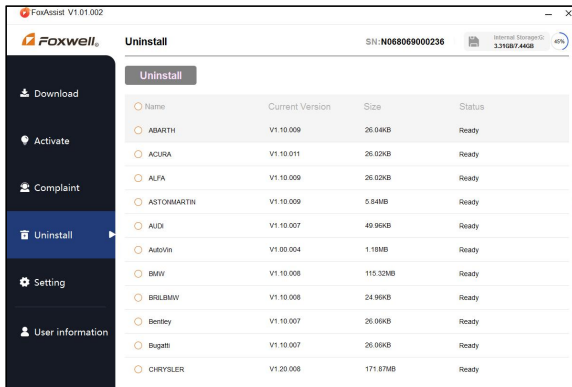 FoxAssist V1.01.002
FOXWELL®
Uninstall
SN:N068069000236
Internal Storage:G:
3.31GB/7.44GB
45%
Download
Activate
Complaint
Uninstall
Setting
User information
Uninstall
Name Current Version Size Status
ABARTH V1.10.009 26.04KB Ready
ACURA V1.10.011 26.02KB Ready
ALFA V1.10.009 26.02KB Ready
ASTONMARTIN V1.10.009 5.84MB Ready
AUDI V1.10.007 49.96KB Ready
AutoVin V1.00.004 1.18MB Ready
BMW V1.10.008 115.32MB Ready
BRILBMW V1.10.008 24.96KB Ready
Bentley V1.10.007 26.06KB Ready
Bugatti V1.10.007 26.06KB Ready
CHRYSLER V1.20.008 171.87MB Ready